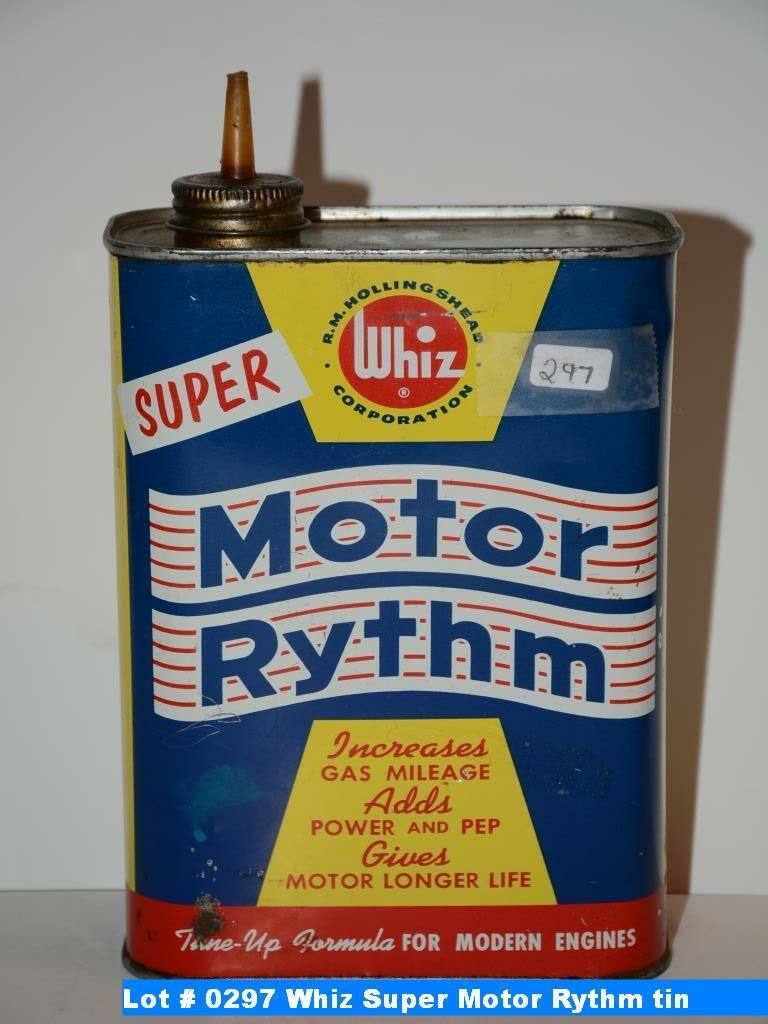 R.M. HOLLINGSHEAD
Whiz
®
CORPORATION
297
SUPER
Motor
Rythm
Increases
GAS MILEAGE
Adds
POWER AND PEP
Gives
MOTOR LONGER LIFE
Tune-Up Formula FOR MODERN ENGINES
Lot # 0297 Whiz Super Motor Rythm tin